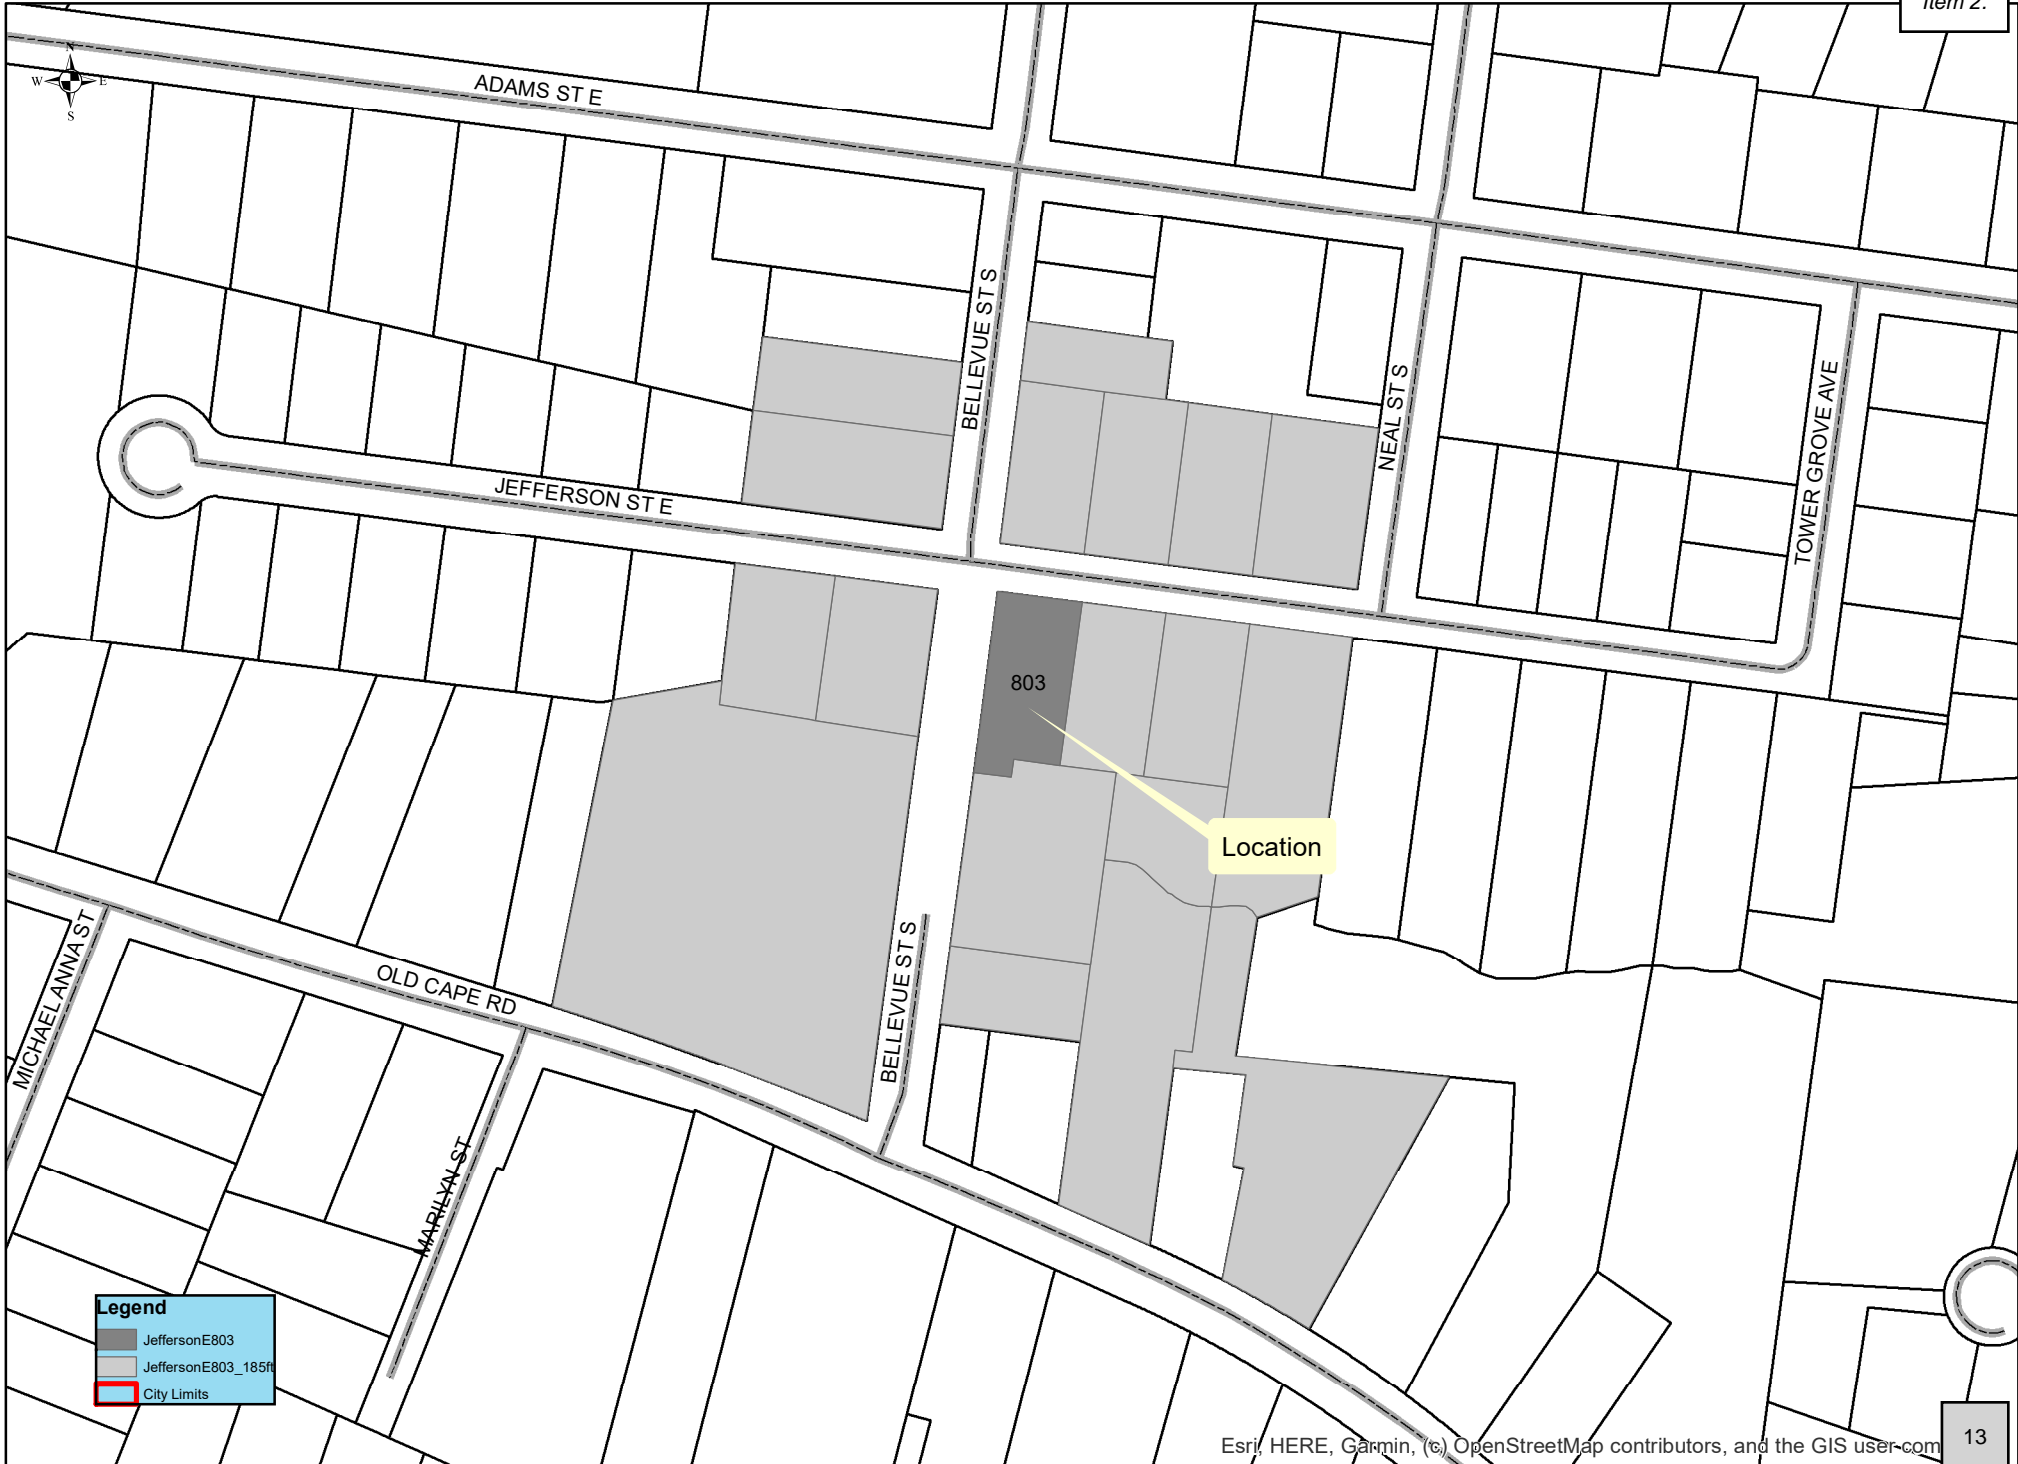 Item 2.
N
W E
S
ADAMS ST E
BELLEVUE ST S
NEAL ST S
TOWER GROVE AVE
JEFFERSON ST E
803
Location
MICHAEL ANNA ST
OLD CAPE RD
BELLEVUE ST S
MARILYN ST
Legend
JeffersonE803
JeffersonE803_185ft
City Limits
Esri, HERE, Garmin, (c) OpenStreetMap contributors, and the GIS user com
13